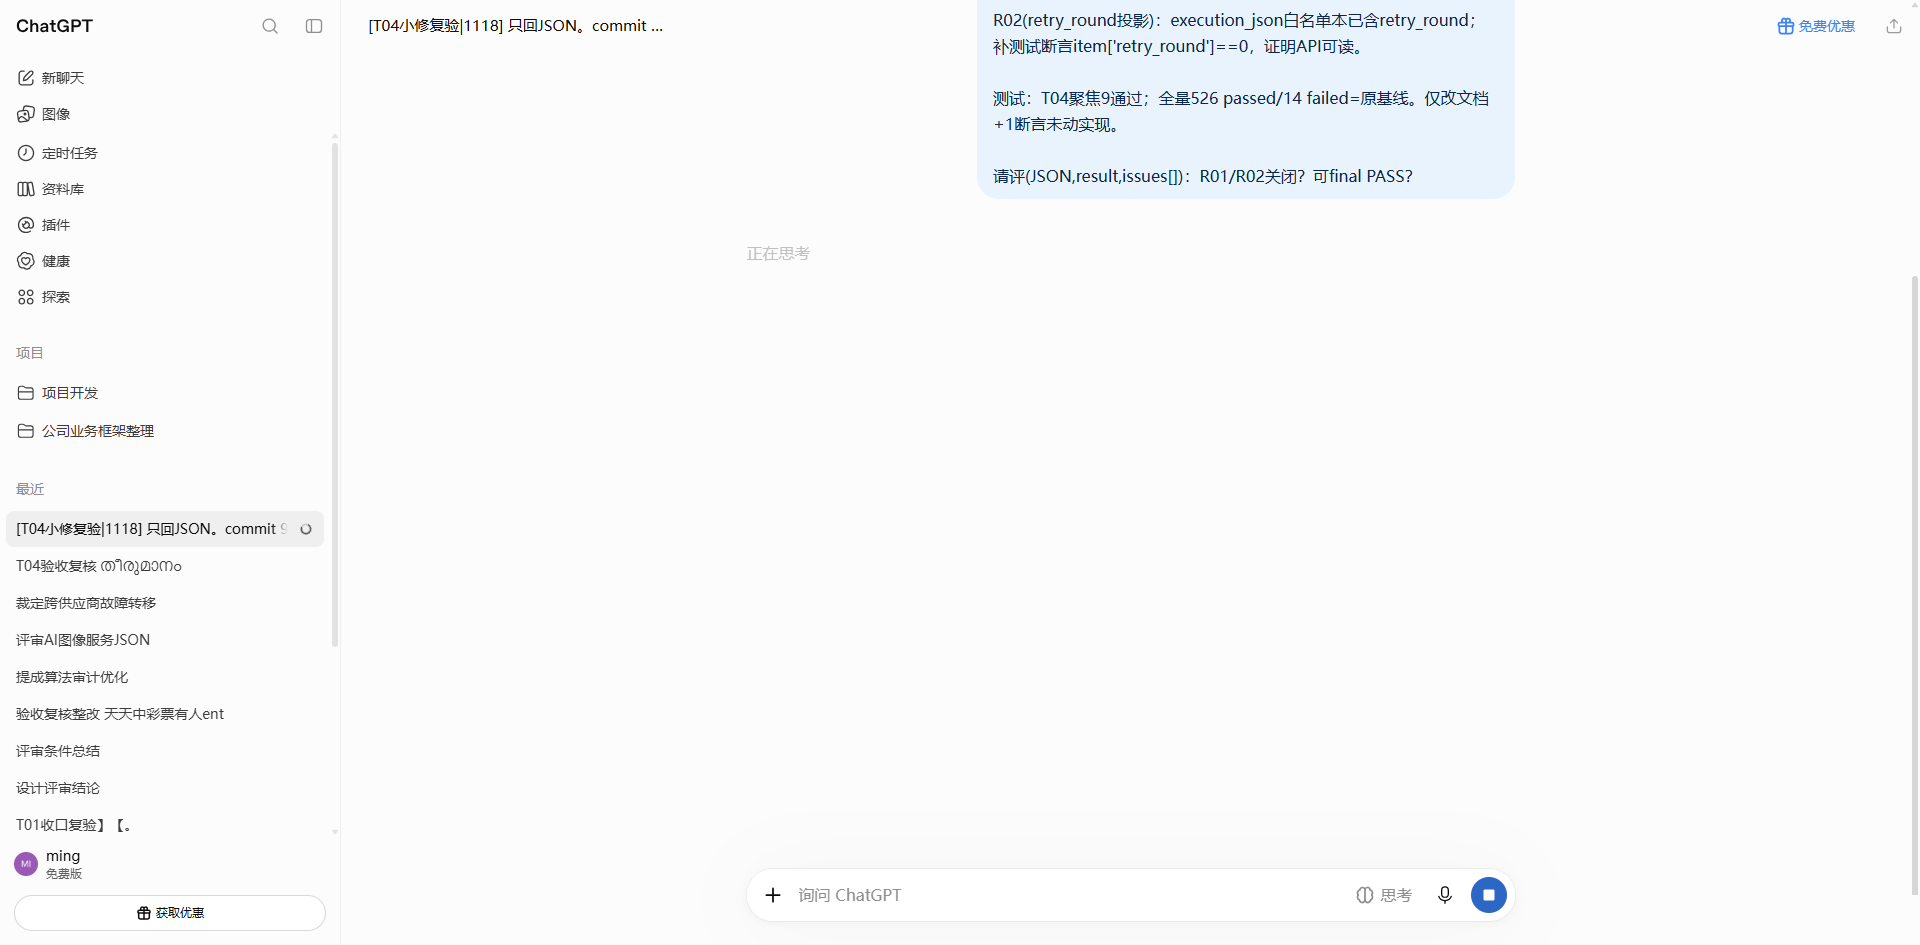 ChatGPT
新聊天
图像
定时任务
资料库
插件
健康
探索
项目
项目开发
公司业务框架整理
最近
[T04小修复验|1118] 只回JSON。commit 9
T04验收复核 തീരുമാനം
裁定跨供应商故障转移
评审AI图像服务JSON
提成算法审计优化
验收复核整改 天天中彩票有人ent
评审条件总结
设计评审结论
T01收口复验】【。
MI
ming
免费版
获取优惠
[T04小修复验|1118] 只回JSON。commit ...
免费优惠
R02(retry_round投影)：execution_json白名单本已含retry_round；
补测试断言item['retry_round']==0，证明API可读。
测试：T04聚焦9通过；全量526 passed/14 failed=原基线。仅改文档
+1断言未动实现。
请评(JSON,result,issues[])：R01/R02关闭？可final PASS？
正在思考
询问 ChatGPT
思考